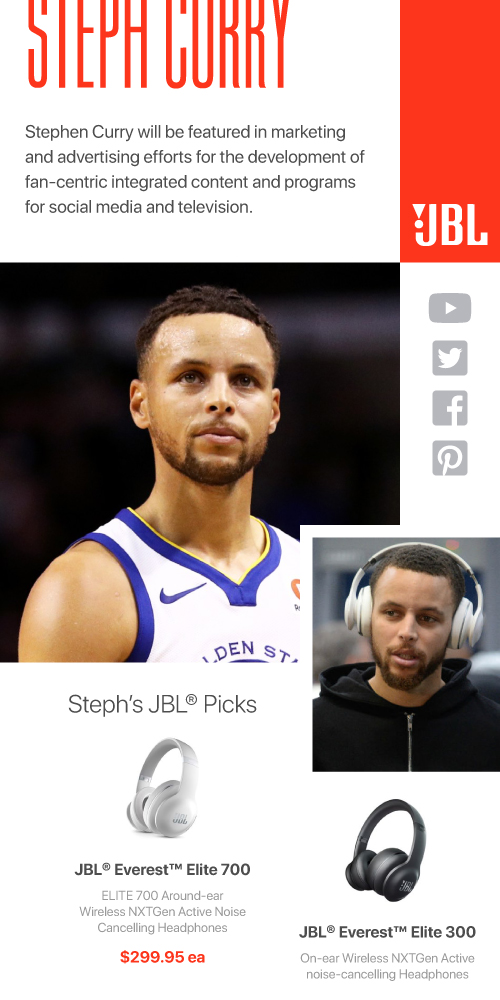 STEPH CURRY
Stephen Curry will be featured in marketing
and advertising efforts for the development of
fan-centric integrated content and programs
for social media and television.
JBL
LDEN ST
Steph's JBL® Picks
JBL
JBL® Everest™ Elite 700
ELITE 700 Around-ear
Wireless NXTGen Active Noise
Cancelling Headphones
$299.95 ea
JBL
JBL® Everest™ Elite 300
On-ear Wireless NXTGen Active
noise-cancelling Headphones